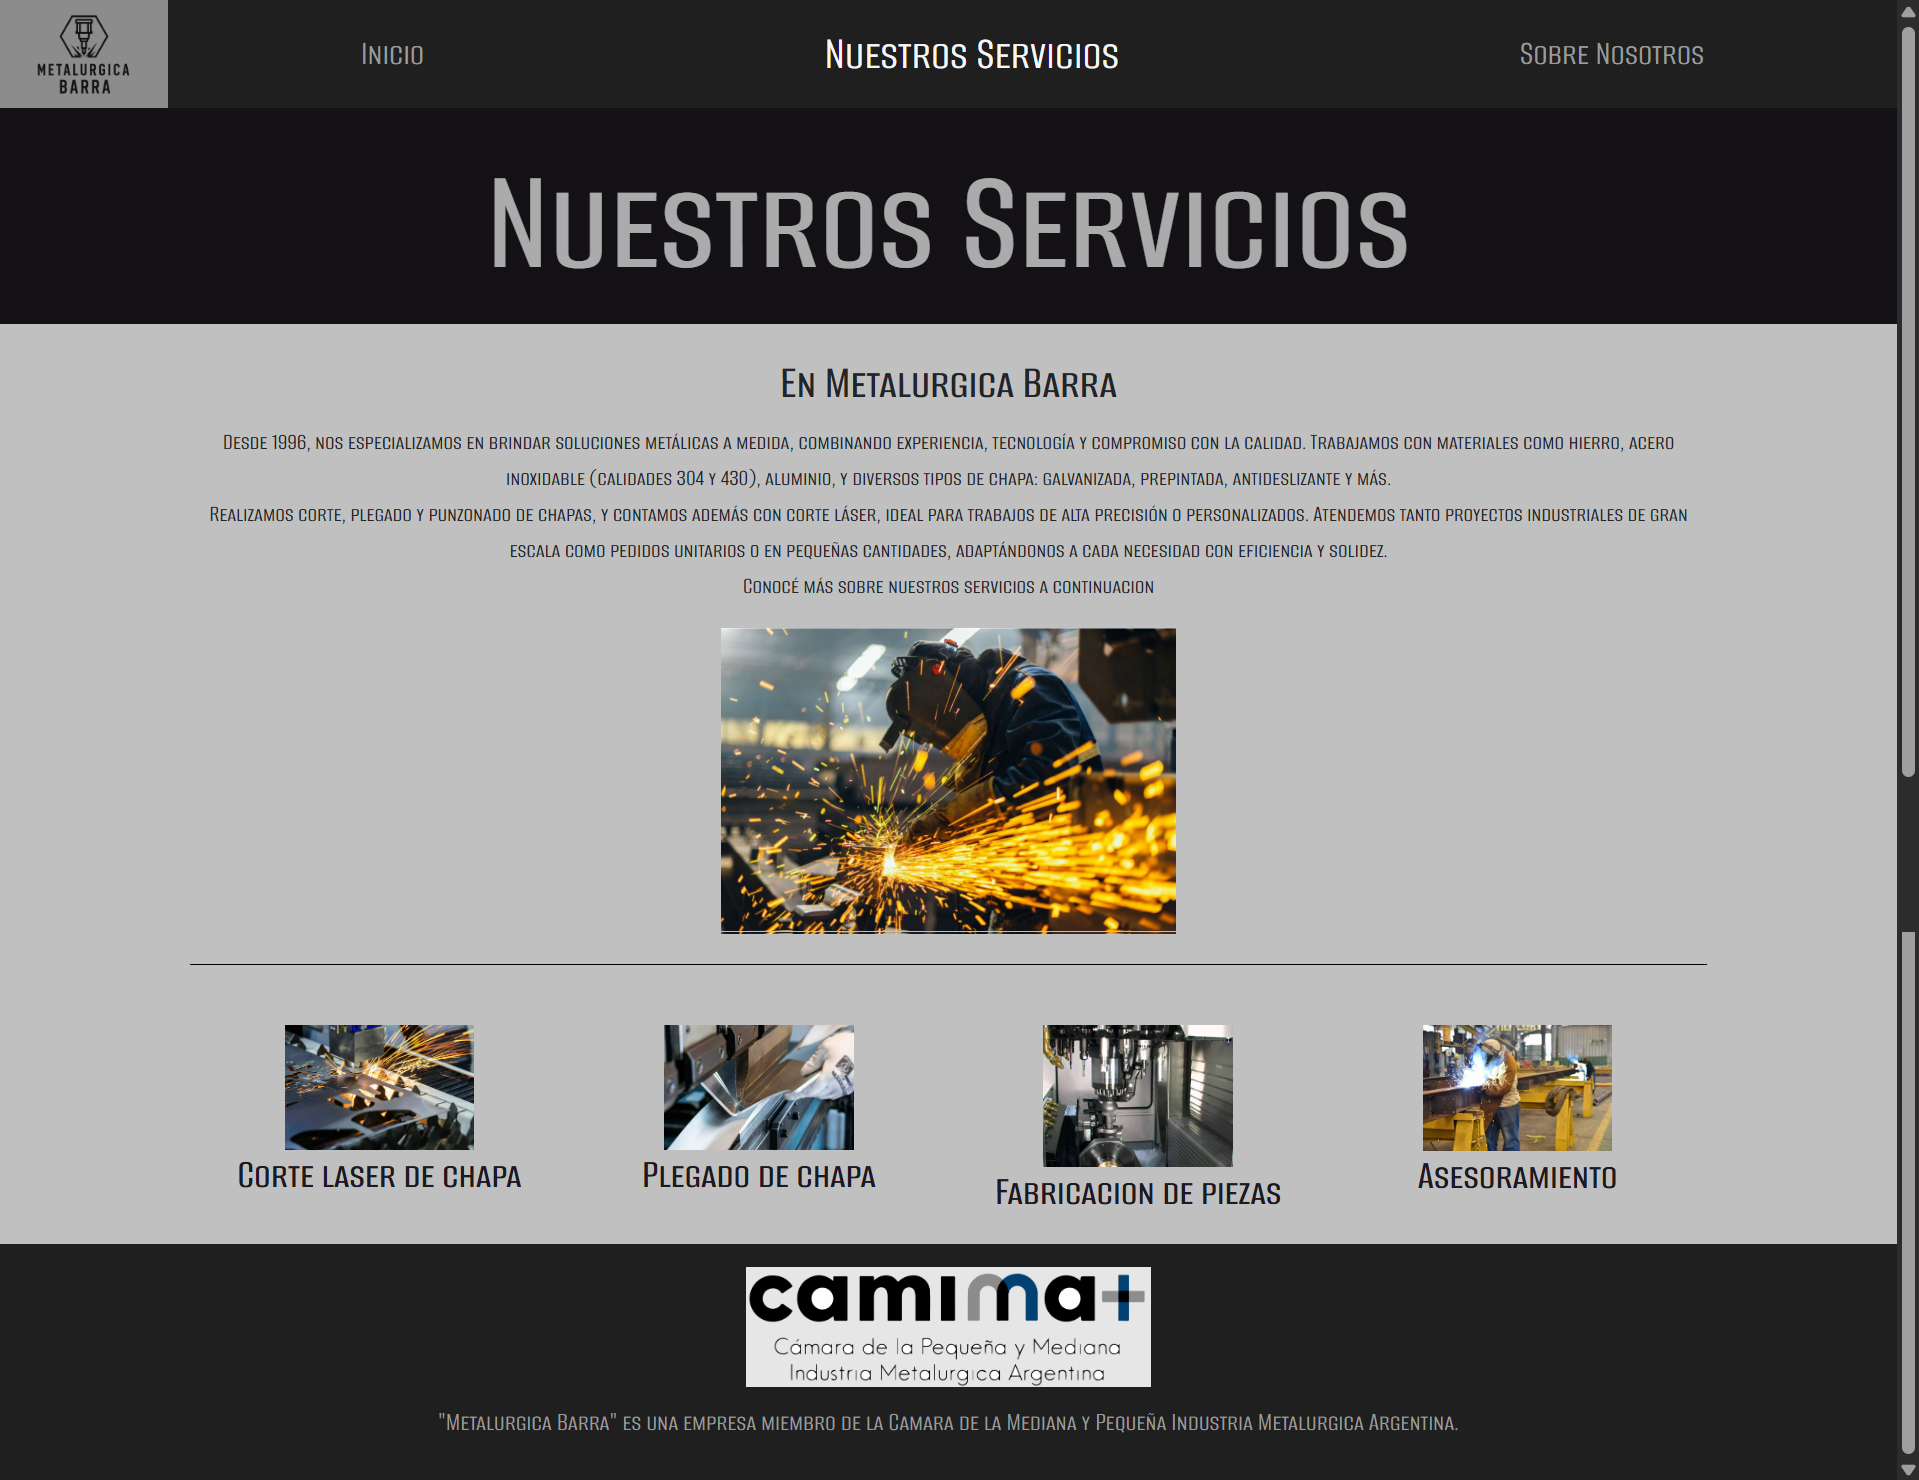 METALURGICA
BARRA
Inicio
Nuestros Servicios
Sobre Nosotros
Nuestros Servicios
En Metalurgica Barra
Desde 1996, nos especializamos en brindar soluciones metálicas a medida, combinando experiencia, tecnología y compromiso con la calidad. Trabajamos con materiales como hierro, acero
inoxidable (calidades 304 y 430), aluminio, y diversos tipos de chapa: galvanizada, prepintada, antideslizante y más.
Realizamos corte, plegado y punzonado de chapas, y contamos además con corte láser, ideal para trabajos de alta precisión o personalizados. Atendemos tanto proyectos industriales de gran
escala como pedidos unitarios o en pequeñas cantidades, adaptándonos a cada necesidad con eficiencia y solidez.
Conocé más sobre nuestros servicios a continuacion
Corte laser de chapa
Plegado de chapa
Fabricacion de piezas
Asesoramiento
camima+
Cámara de la Pequeña y Mediana
Industria Metalurgica Argentina
"Metalurgica Barra" es una empresa miembro de la Camara de la Mediana y Pequeña Industria Metalurgica Argentina.